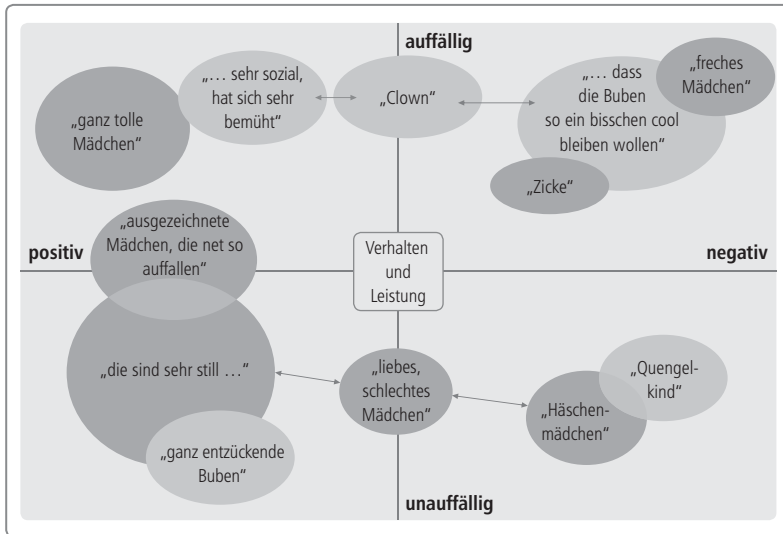 auffällig
„ganz tolle
Mädchen“
„… sehr sozial,
hat sich sehr
bemüht“
„Clown“
„… dass
die Buben
so ein bisschen cool
bleiben wollen“
„freches
Mädchen“
„Zicke“
positiv
„ausgezeichnete
Mädchen, die net so
auffallen“
Verhalten
und
Leistung
negativ
„die sind sehr still …“
„ganz entzückende
Buben“
„liebes,
schlechtes
Mädchen“
„Häschen-
mädchen“
„Quengel-
kind“
unauffällig